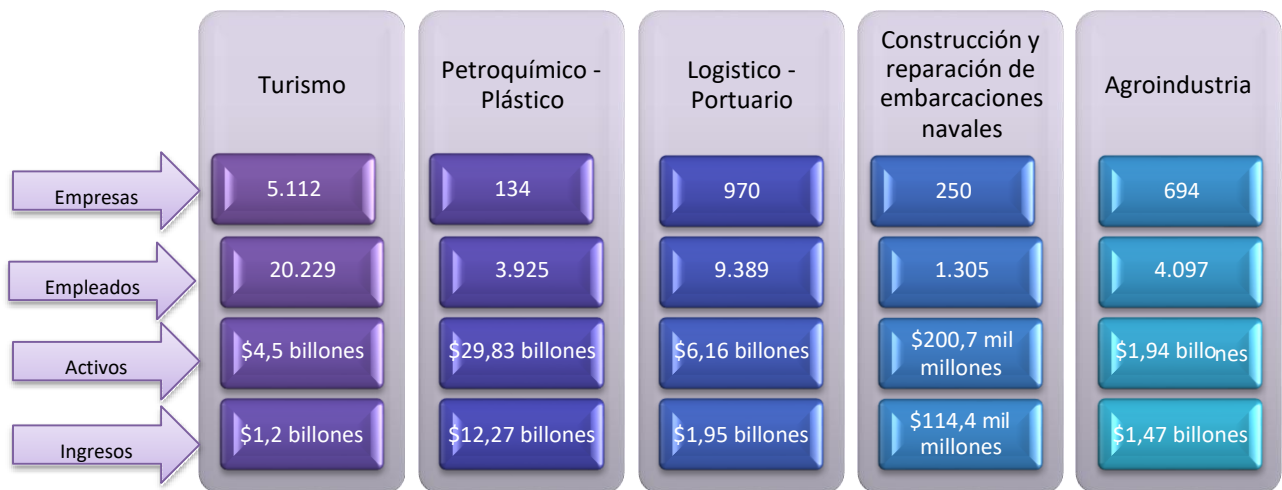 Turismo
Petroquímico -
Plástico
Logistico -
Portuario
Construcción y
reparación de
embarcaciones
navales
Agroindustria
Empresas
5.112
134
970
250
694
Empleados
20.229
3.925
9.389
1.305
4.097
Activos
$4,5 billones
$29,83 billones
$6,16 billones
$200,7 mil
millones
$1,94 billones
Ingresos
$1,2 billones
$12,27 billones
$1,95 billones
$114,4 mil
millones
$1,47 billones